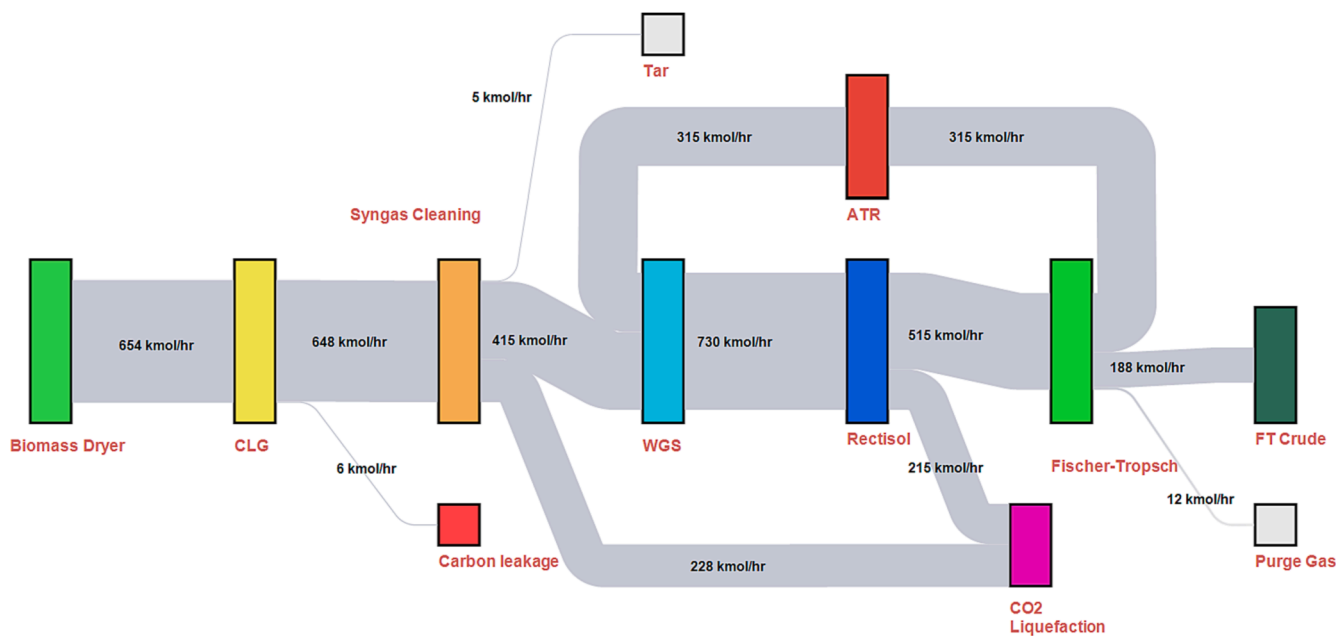 Tar
5 kmol/hr
315 kmol/hr
315 kmol/hr
ATR
Syngas Cleaning
654 kmol/hr
648 kmol/hr
415 kmol/hr
730 kmol/hr
515 kmol/hr
188 kmol/hr
Biomass Dryer
CLG
WGS
Rectisol
FT Crude
6 kmol/hr
215 kmol/hr
Fischer-Tropsch
12 kmol/hr
Carbon leakage
228 kmol/hr
Purge Gas
CO2
Liquefaction